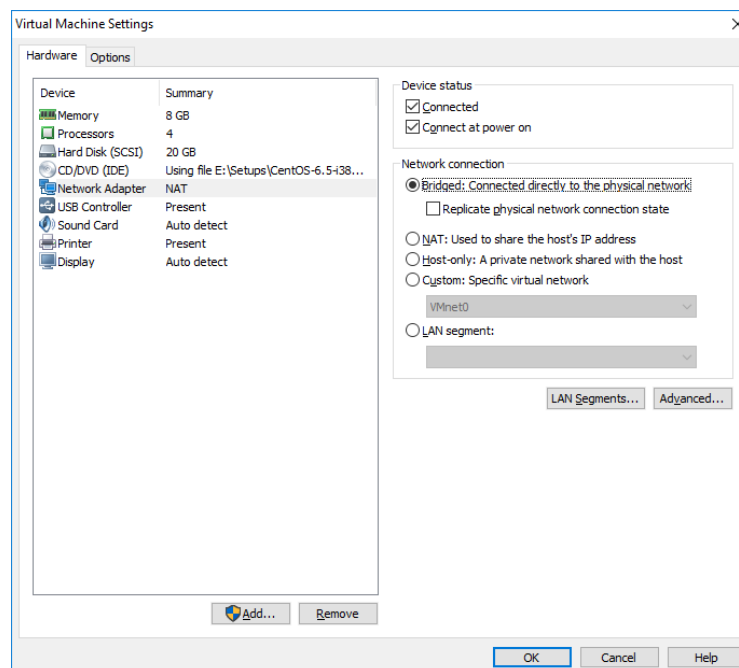 Virtual Machine Settings
Hardware Options
Device Summary
Memory 8 GB
Processors 4
Hard Disk (SCSI) 20 GB
CD/DVD (IDE) Using file E:\Setups\CentOS-6.5-i38...
Network Adapter NAT
USB Controller Present
Sound Card Auto detect
Printer Present
Display Auto detect
Add... Remove
Device status
Connected
Connect at power on
Network connection
Bridged: Connected directly to the physical network
Replicate physical network connection state
NAT: Used to share the host's IP address
Host-only: A private network shared with the host
Custom: Specific virtual network
VMnet0
LAN segment:
LAN Segments... Advanced...
OK Cancel Help